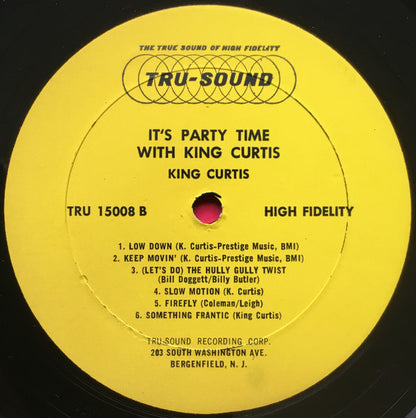 THE TRUE SOUND OF HIGH FIDELITY
TRU-SOUND
IT'S PARTY TIME
WITH KING CURTIS
KING CURTIS
TRU 15008 B
HIGH FIDELITY
1. LOW DOWN (K. Curtis-Prestige Music, BMI)
2. KEEP MOVIN' (K. Curtis-Prestige Music, BMI)
3. (LET'S DO) THE HULLY GULLY TWIST
(Bill Doggett/Billy Butler)
4. SLOW MOTION (K. Curtis)
5. FIREFLY (Coleman/Leigh)
6. SOMETHING FRANTIC (King Curtis)
TRU-SOUND RECORDING CORP.
203 SOUTH WASHINGTON AVE.
BERGENFIELD, N. J.